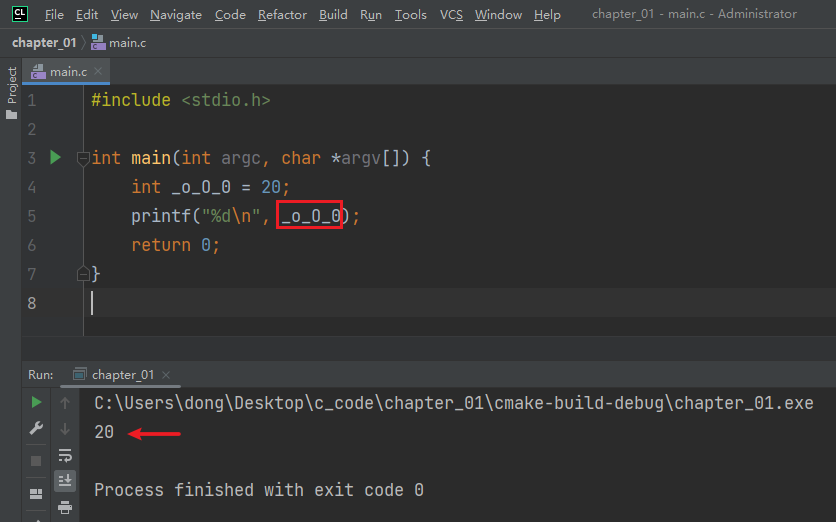 CL File Edit View Navigate Code Refactor Build Run Tools VCS Window Help chapter_01 - main.c - Administrator
chapter_01 main.c
Project
main.c
1 #include <stdio.h>
2
3 int main(int argc, char *argv[]) {
4 int _o_O_0 = 20;
5 printf("%d\n", _o_O_0);
6 return 0;
7 }
8
Run: chapter_01
C:\Users\dong\Desktop\c_code\chapter_01\cmake-build-debug\chapter_01.exe
20
Process finished with exit code 0